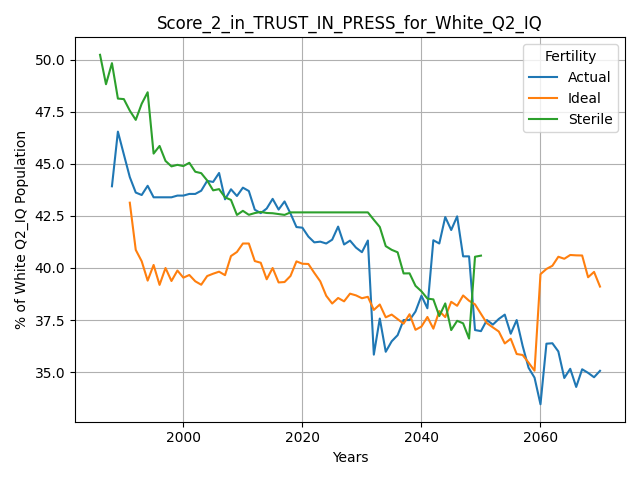 Score_2_in_TRUST_IN_PRESS_for_White_Q2_IQ
Fertility
Actual
Ideal
Sterile
% of White Q2_IQ Population
50.0
47.5
45.0
42.5
40.0
37.5
35.0
2000
2020
2040
2060
Years